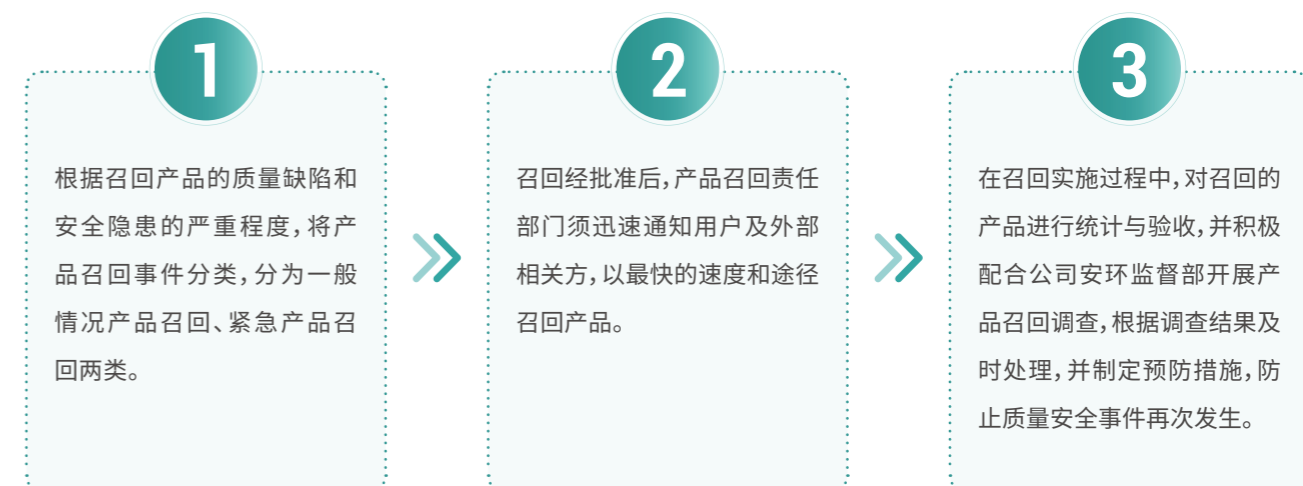 1
根据召回产品的质量缺陷和
安全隐患的严重程度，将产
品召回事件分类，分为一般
情况产品召回、紧急产品召
回两类。
2
召回经批准后，产品召回责任
部门须迅速通知用户及外部
相关方，以最快的速度和途径
召回产品。
3
在召回实施过程中，对召回的
产品进行统计与验收，并积极
配合公司安环监督部开展产
品召回调查，根据调查结果及
时处理，并制定预防措施，防
止质量安全事件再次发生。